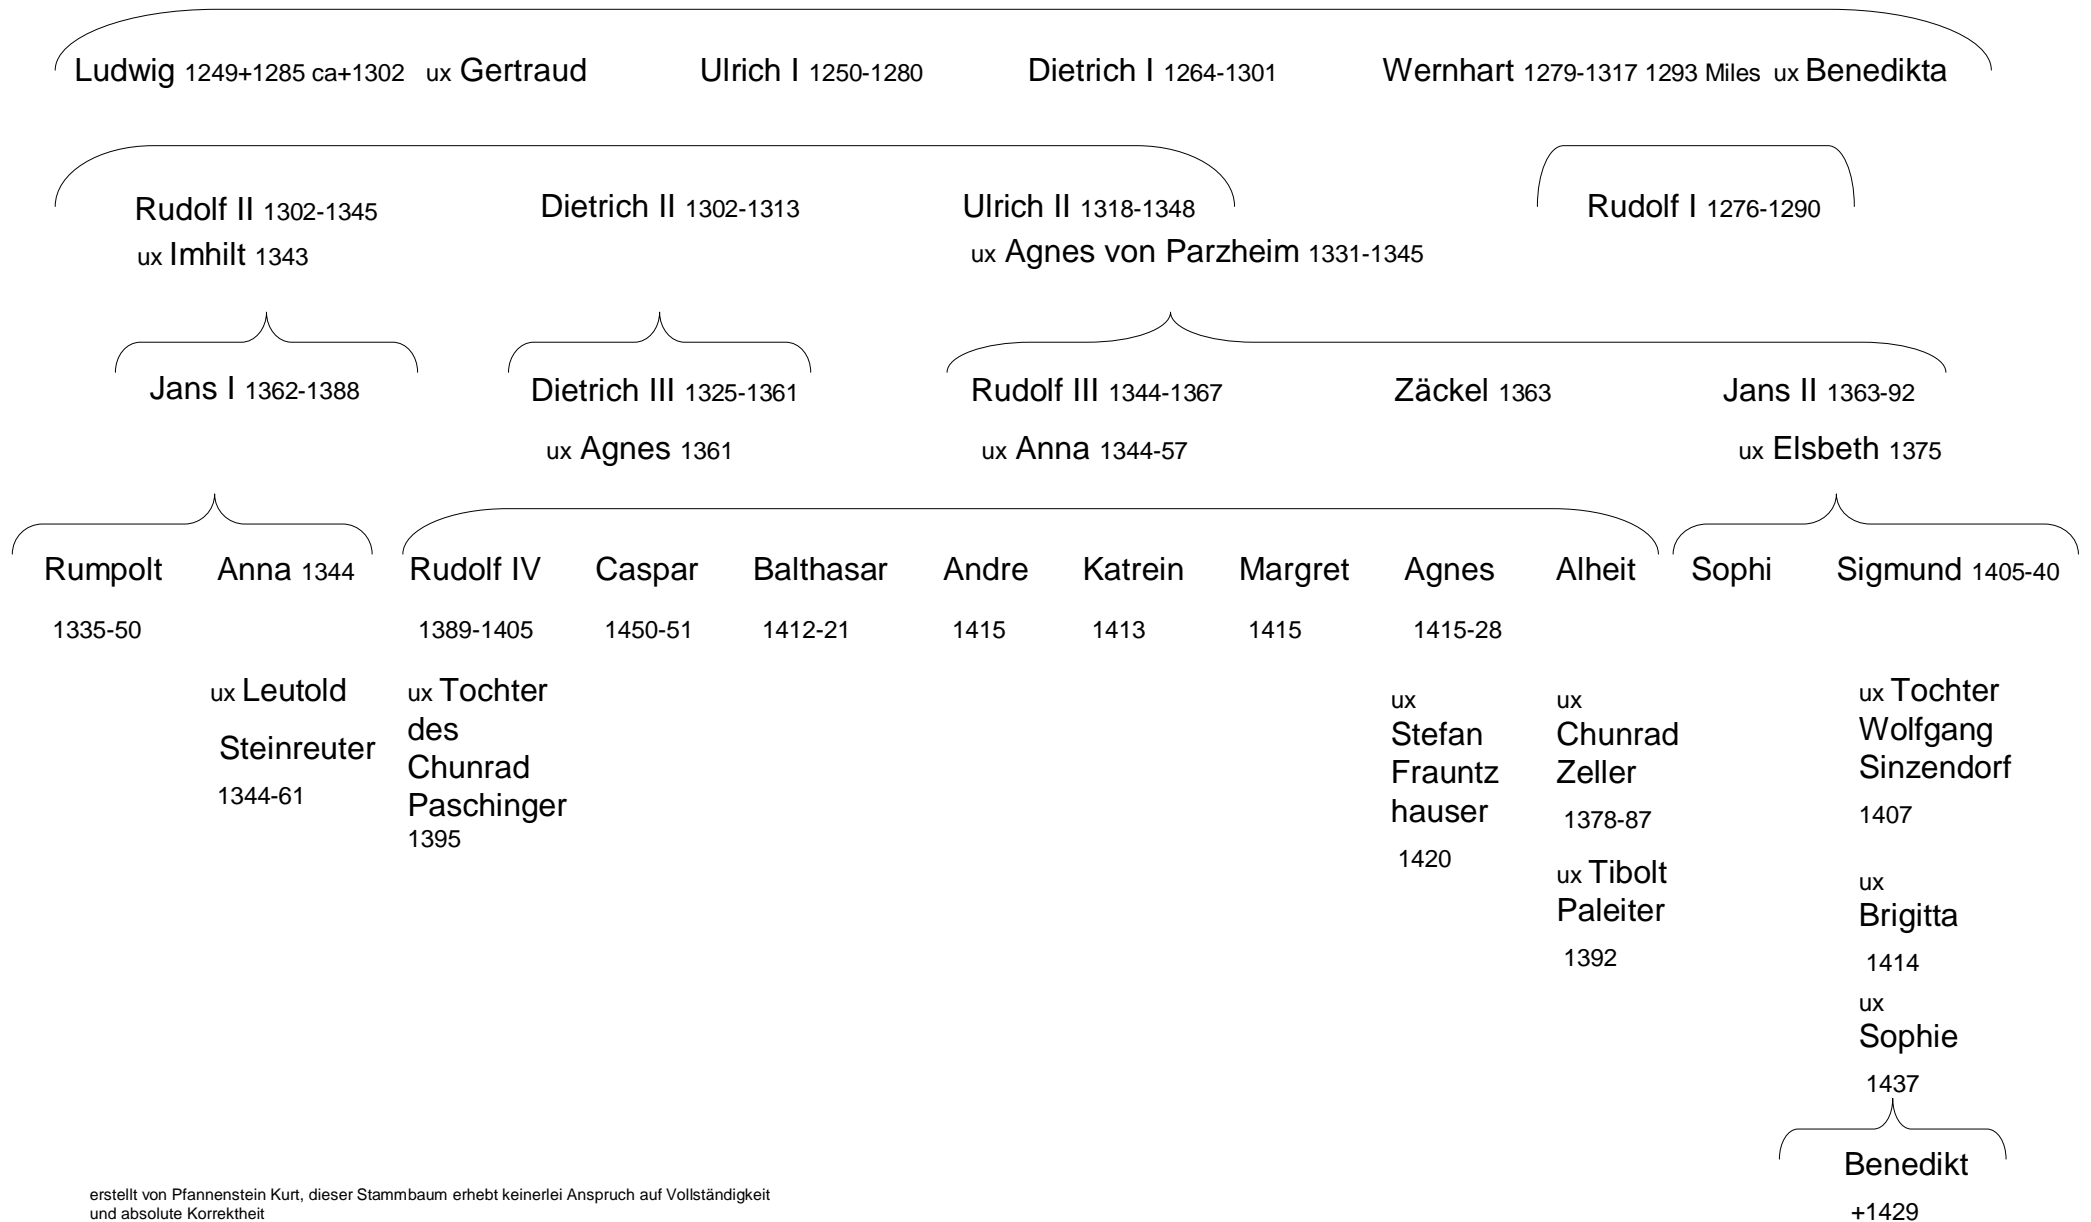 Ludwig 1249+1285 ca+1302 ux Gertraud Ulrich I 1250-1280 Dietrich I 1264-1301 Wernhart 1279-1317 1293 Miles ux Benedikta
Rudolf II 1302-1345 Dietrich II 1302-1313 Ulrich II 1318-1348 Rudolf I 1276-1290
ux Imhilt 1343 ux Agnes von Parzheim 1331-1345
Jans I 1362-1388 Dietrich III 1325-1361 Rudolf III 1344-1367 Zäckel 1363 Jans II 1363-92
ux Agnes 1361 ux Anna 1344-57 ux Elsbeth 1375
Rumpolt Anna 1344 Rudolf IV Caspar Balthasar Andre Katrein Margret Agnes Alheit Sophi Sigmund 1405-40
1335-50 1389-1405 1450-51 1412-21 1415 1413 1415 1415-28
ux Leutold
Steinreuter
1344-61
ux Tochter
des
Chunrad
Paschinger
1395
ux
Stefan
Frauntz
hauser
1420
ux
Chunrad
Zeller
1378-87
ux Tibolt
Paleiter
1392
ux Tochter
Wolfgang
Sinzendorf
1407
ux
Brigitta
1414
ux
Sophie
1437
Benedikt
+1429
erstellt von Pfannenstein Kurt, dieser Stammbaum erhebt keinerlei Anspruch auf Vollständigkeit
und absolute Korrektheit